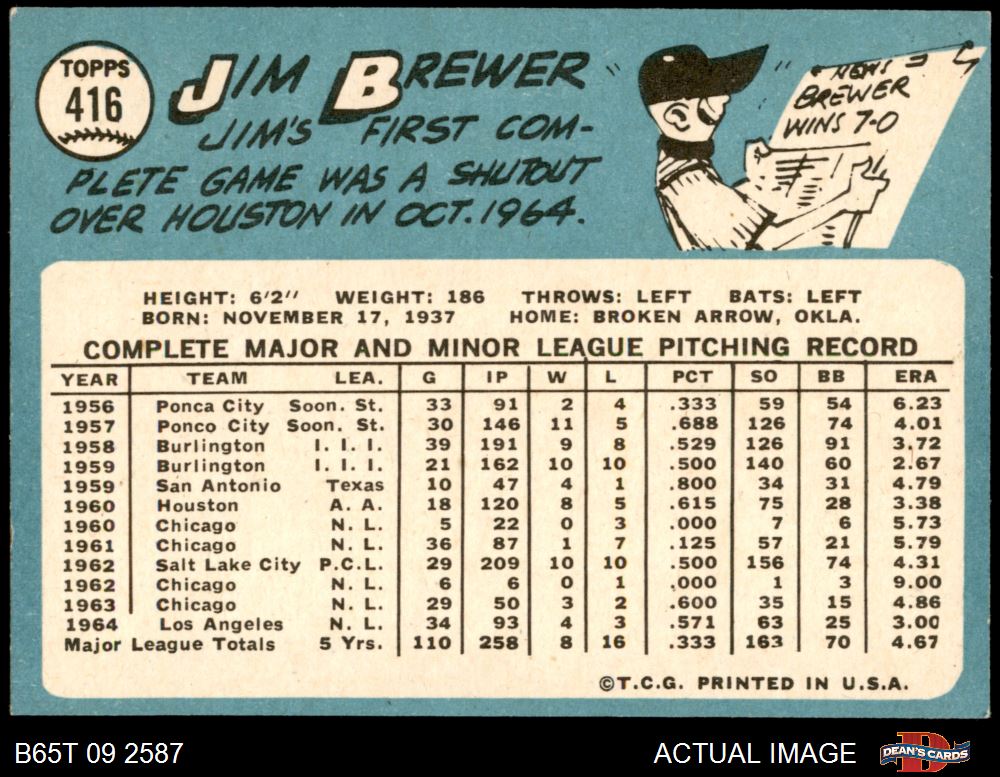 TOPPS
416
JIM BREWER
JIM'S FIRST COM-
PLETE GAME WAS A SHUTOUT
OVER HOUSTON IN OCT. 1964.
NEWS
BREWER
WINS 7-0
HEIGHT: 6'2" WEIGHT: 186 THROWS: LEFT BATS: LEFT
BORN: NOVEMBER 17, 1937 HOME: BROKEN ARROW, OKLA.
COMPLETE MAJOR AND MINOR LEAGUE PITCHING RECORD
YEAR TEAM LEA. G IP W L PCT SO BB ERA
1956 Ponca City Soon. St. 33 91 2 4 .333 59 54 6.23
1957 Ponco City Soon. St. 30 146 11 5 .688 126 74 4.01
1958 Burlington I. I. I. 39 191 9 8 .529 126 91 3.72
1959 Burlington I. I. I. 21 162 10 10 .500 140 60 2.67
1959 San Antonio Texas 10 47 4 1 .800 34 31 4.79
1960 Houston A. A. 18 120 8 5 .615 75 28 3.38
1960 Chicago N. L. 5 22 0 3 .000 7 6 5.73
1961 Chicago N. L. 36 87 1 7 .125 57 21 5.79
1962 Salt Lake City P.C.L. 29 209 10 10 .500 156 74 4.31
1962 Chicago N. L. 6 6 0 1 .000 1 3 9.00
1963 Chicago N. L. 29 50 3 2 .600 35 15 4.86
1964 Los Angeles N. L. 34 93 4 3 .571 63 25 3.00
Major League Totals 5 Yrs. 110 258 8 16 .333 163 70 4.67
©T.C.G. PRINTED IN U.S.A.
B65T 09 2587 ACTUAL IMAGE DEAN'S CARDS